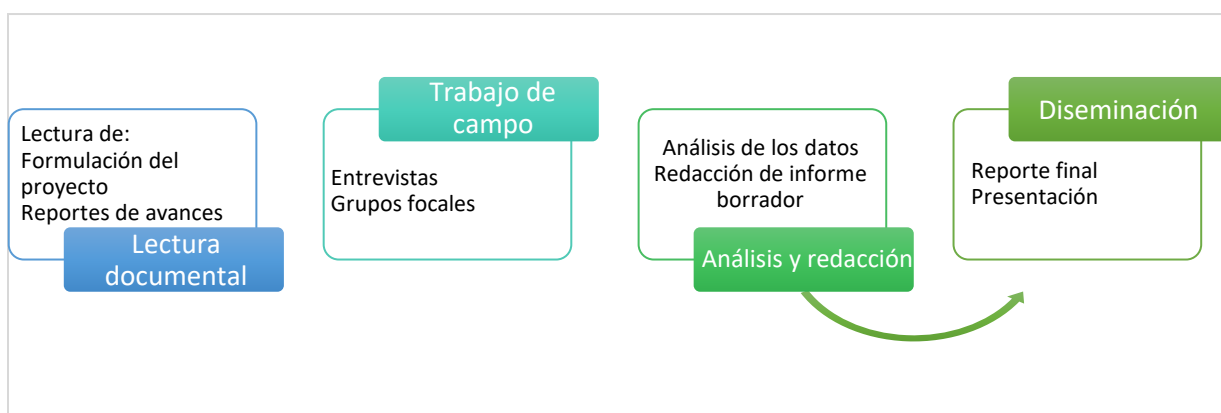 Lectura de:
Formulación del
proyecto
Reportes de avances
Lectura
documental
Trabajo de
campo
Entrevistas
Grupos focales
Análisis de los datos
Redacción de informe
borrador
Análisis y redacción
Diseminación
Reporte final
Presentación